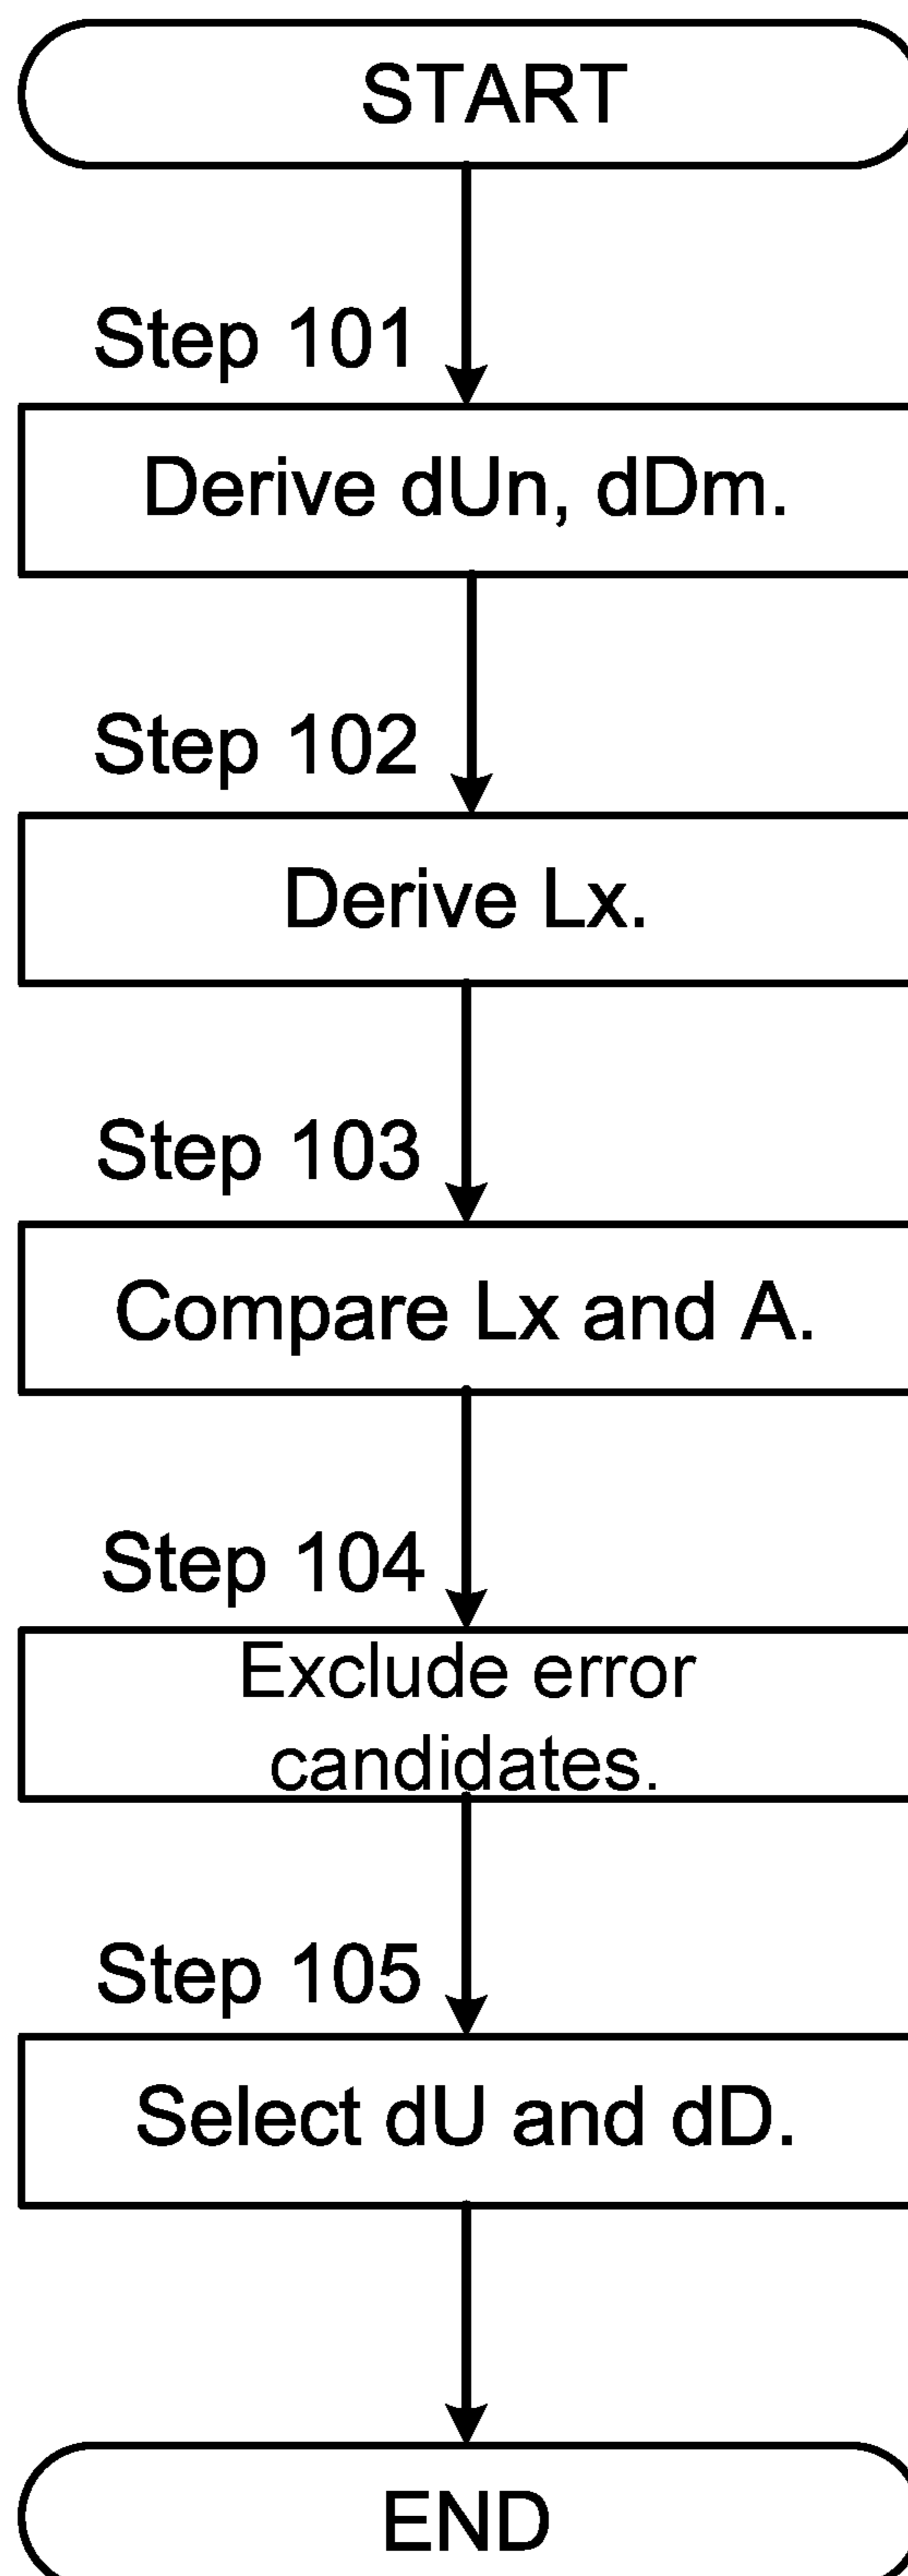 START
Step 101
Derive dUn, dDm.
Step 102
Derive Lx.
Step 103
Compare Lx and A.
Step 104
Exclude error
candidates.
Step 105
Select dU and dD.
END